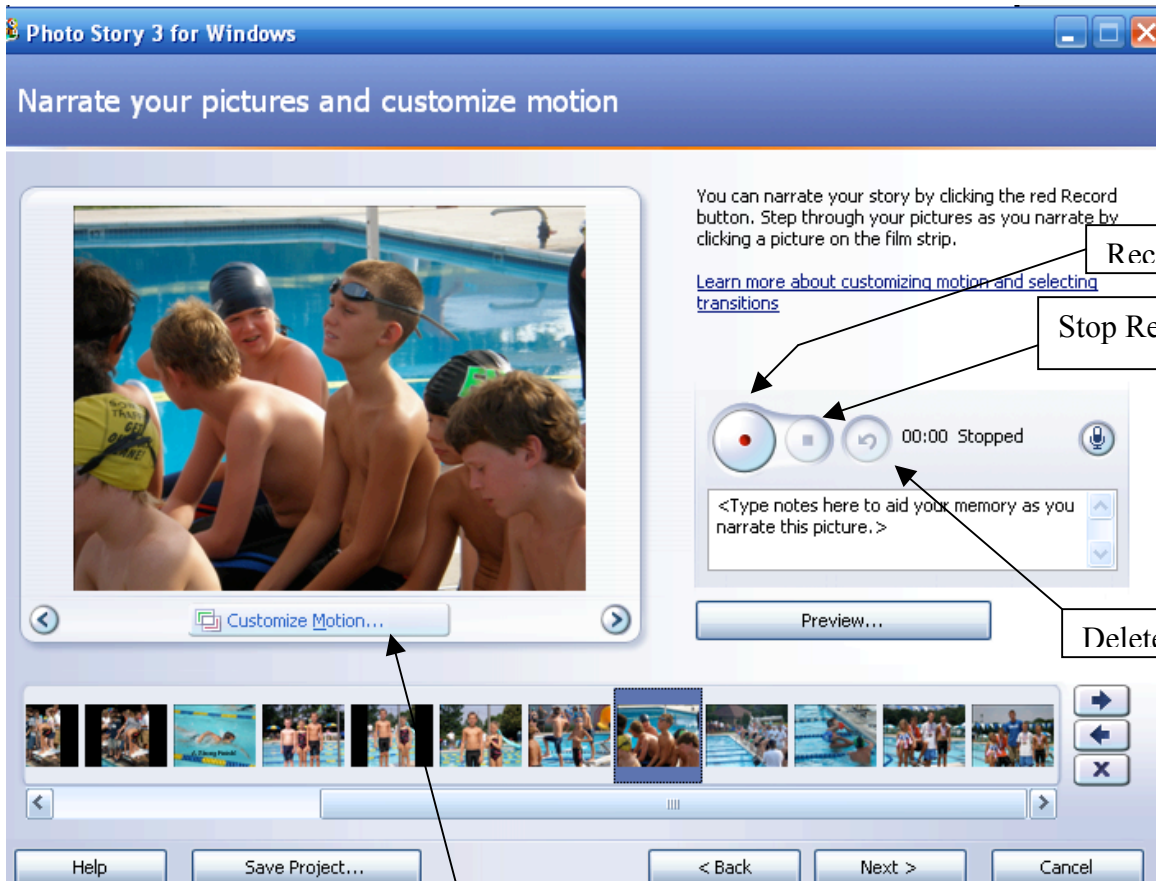 Photo Story 3 for Windows
Narrate your pictures and customize motion
You can narrate your story by clicking the red Record
button. Step through your pictures as you narrate by
clicking a picture on the film strip.
Learn more about customizing motion and selecting
transitions
Rec
Stop Re
00:00 Stopped
<Type notes here to aid your memory as you
narrate this picture.>
Customize Motion...
Preview...
Delete
Help
Save Project...
< Back
Next >
Cancel